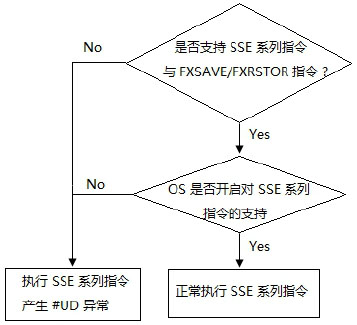 No
是否支持 SSE 系列指令
与 FXSAVE/FXRSTOR 指令？
Yes
No
OS 是否开启对 SSE 系列
指令的支持
Yes
执行 SSE 系列指令
产生 #UD 异常
正常执行 SSE 系列指令